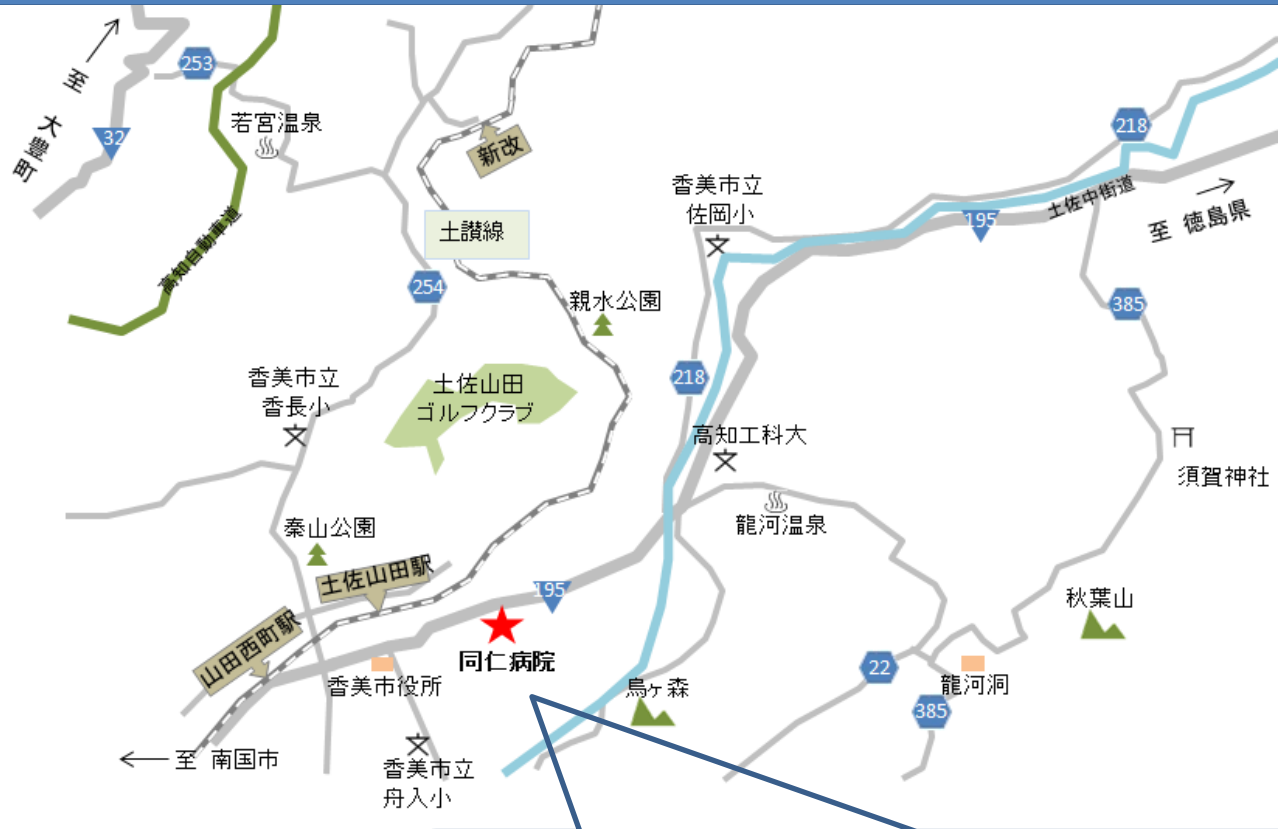 253
至
大豊町
32
若宮温泉
新改
218
香美市立
佐岡小
土讃線
土佐中街道
195
至 徳島県
高知自動車道
254
親水公園
385
香美市立
香長小
土佐山田
ゴルフクラブ
218
高知工科大
須賀神社
秦山公園
龍河温泉
土佐山田駅
195
山田西町駅
同仁病院
秋葉山
香美市役所
烏ヶ森
22
龍河洞
385
至 南国市
香美市立
舟入小